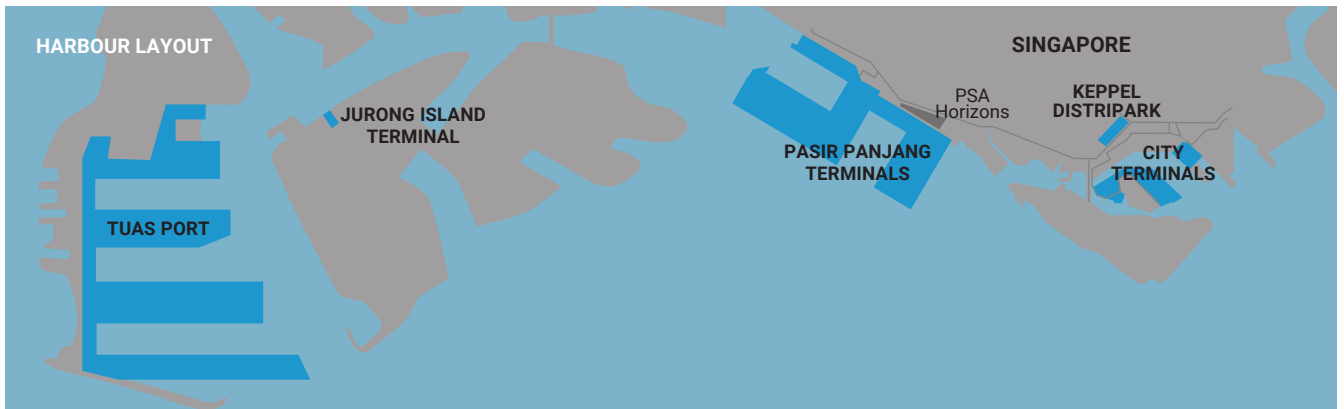 HARBOUR LAYOUT
SINGAPORE
JURONG ISLAND
TERMINAL
PSA
Horizons
KEPPEL
DISTRIPARK
PASIR PANJANG
TERMINALS
CITY
TERMINALS
TUAS PORT